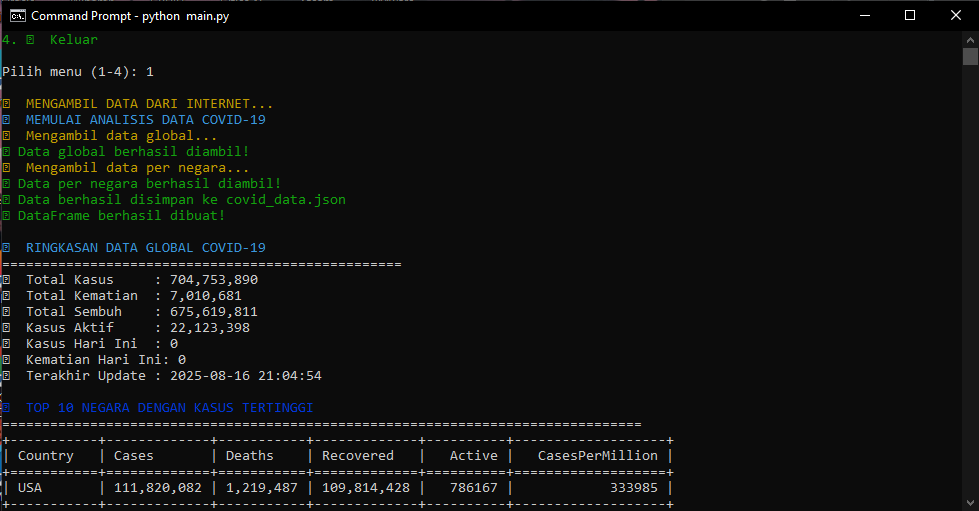 Command Prompt - python main.py
4. Keluar
Pilih menu (1-4): 1
MENGAMBIL DATA DARI INTERNET...
MEMULAI ANALISIS DATA COVID-19
Mengambil data global...
Data global berhasil diambil!
Mengambil data per negara...
Data per negara berhasil diambil!
Data berhasil disimpan ke covid_data.json
DataFrame berhasil dibuat!
RINGKASAN DATA GLOBAL COVID-19
==================================================
Total Kasus     : 704,753,890
Total Kematian  : 7,010,681
Total Sembuh    : 675,619,811
Kasus Aktif     : 22,123,398
Kasus Hari Ini  : 0
Kematian Hari Ini: 0
Terakhir Update : 2025-08-16 21:04:54
TOP 10 NEGARA DENGAN KASUS TERTINGGI
================================================================================
+-----------+-------------+-----------+-------------+----------+-------------------+
| Country   | Cases       | Deaths    | Recovered   |   Active |   CasesPerMillion |
+===========+=============+===========+=============+==========+===================+
| USA       | 111,820,082 | 1,219,487 | 109,814,428 |   786167 |            333985 |
+-----------+-------------+-----------+-------------+----------+-------------------+